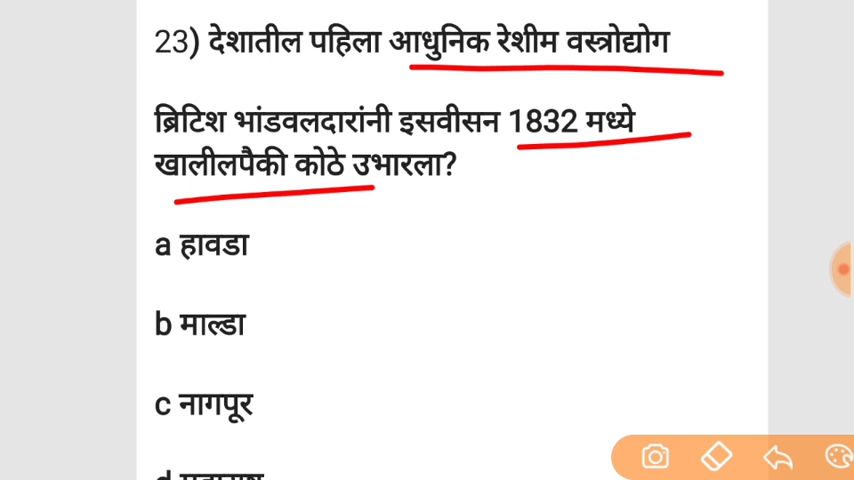 23) देशातील पहिला आधुनिक रेशीम वस्त्रोद्योग
ब्रिटिश भांडवलदारांनी इसवीसन 1832 मध्ये
खालीलपैकी कोठे उभारला?
a हावडा
b माल्डा
c नागपूर
d